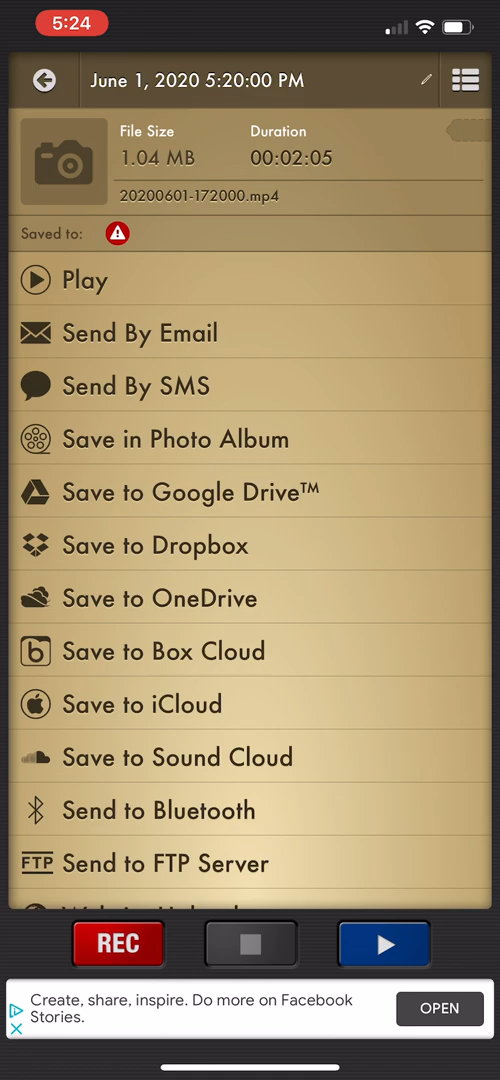 5:24
June 1, 2020 5:20:00 PM
File Size
Duration
1.04 MB
00:02:05
20200601-172000.mp4
Saved to:
Play
Send By Email
Send By SMS
Save in Photo Album
Save to Google Drive™
Save to Dropbox
Save to OneDrive
Save to Box Cloud
Save to iCloud
Save to Sound Cloud
Send to Bluetooth
FTP Send to FTP Server
REC
Create, share, inspire. Do more on Facebook
Stories.
OPEN